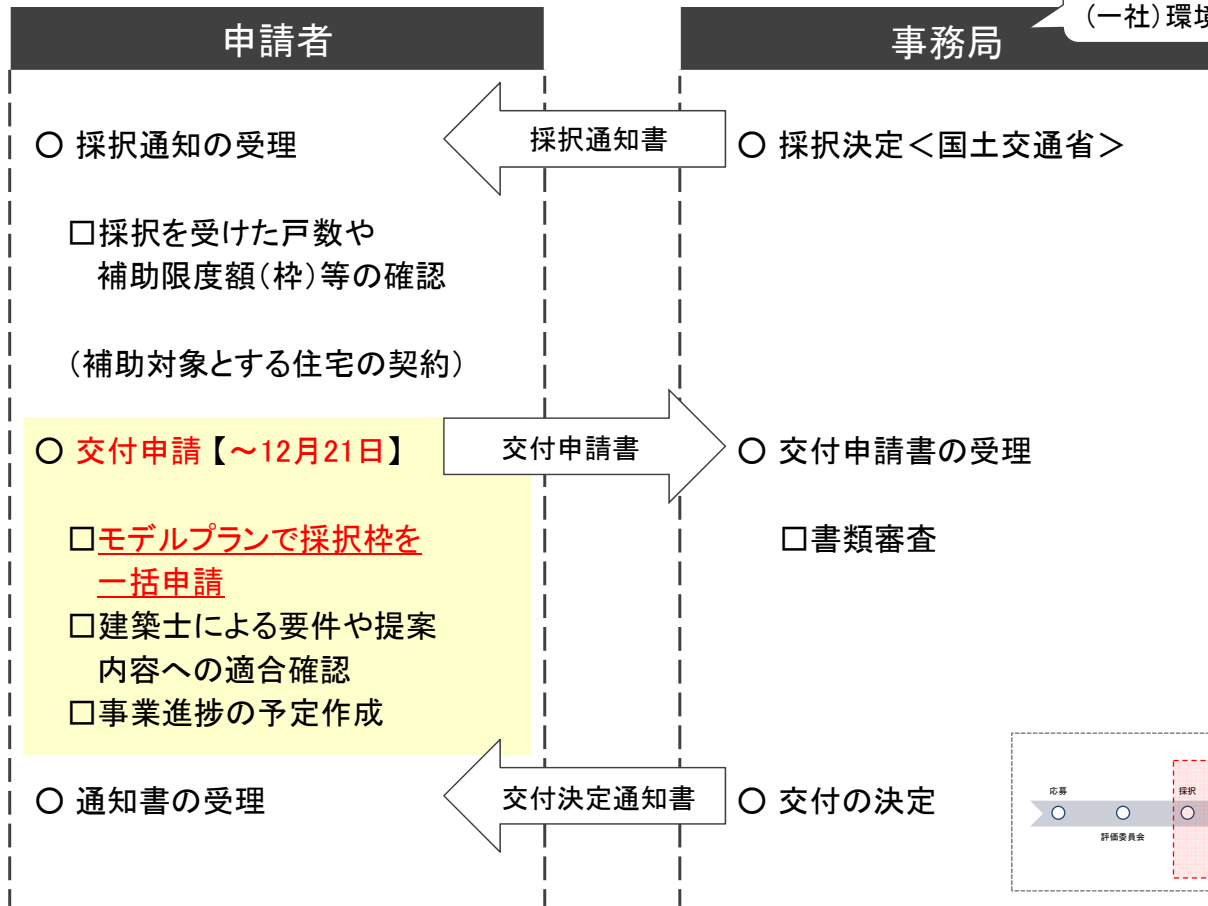 (一社)環境
申請者
事務局
○ 採択通知の受理
採択通知書
○ 採択決定<国土交通省>
□採択を受けた戸数や
補助限度額(枠)等の確認
(補助対象とする住宅の契約)
○ 交付申請【~12月21日】
交付申請書
○ 交付申請書の受理
□モデルプランで採択枠を
一括申請
□書類審査
□建築士による要件や提案
内容への適合確認
□事業進捗の予定作成
○ 通知書の受理
交付決定通知書
○ 交付の決定
応募
採択
評価委員会